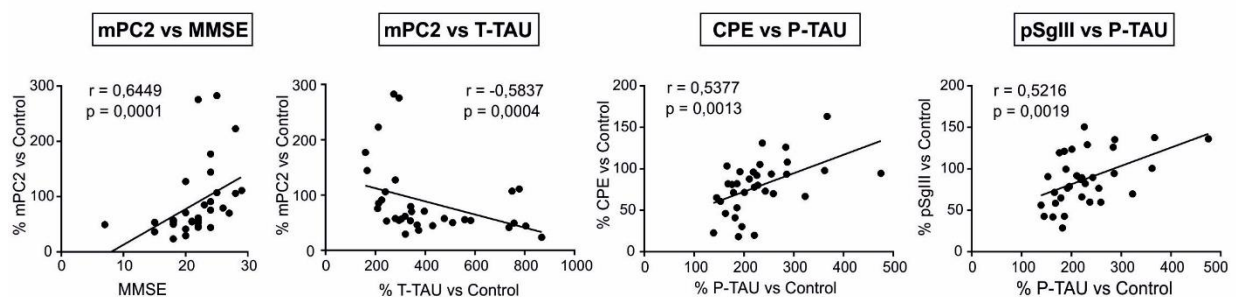 mPC2 vs MMSE
r = 0,6449
p = 0,0001
% mPC2 vs Control
300
200
100
0
0
10
20
30
MMSE
mPC2 vs T-TAU
r = -0,5837
p = 0,0004
% mPC2 vs Control
300
200
100
0
0
200
400
600
800
1000
% T-TAU vs Control
CPE vs P-TAU
r = 0,5377
p = 0,0013
% CPE vs Control
200
150
100
50
0
0
100
200
300
400
500
% P-TAU vs Control
pSgIII vs P-TAU
r = 0,5216
p = 0,0019
% pSgIII vs Control
200
150
100
50
0
0
100
200
300
400
500
% P-TAU vs Control